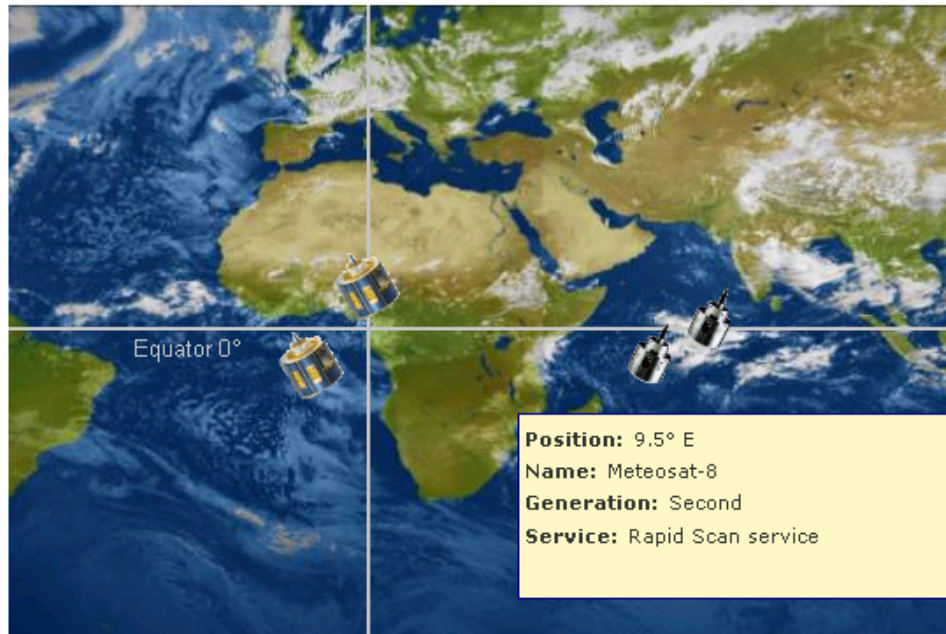 Equator 0°
Position: 9.5° E
Name: Meteosat-8
Generation: Second
Service: Rapid Scan service